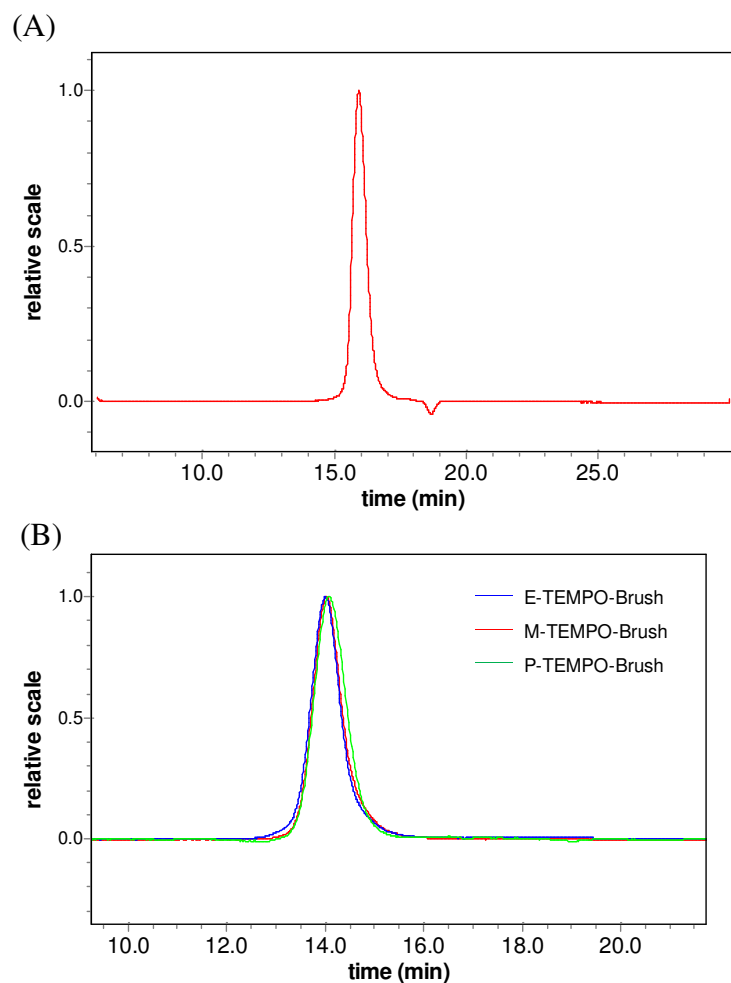 (A)
1.0
0.5
0.0
relative scale
10.0 15.0 20.0 25.0
time (min)
(B)
E-TEMPO-Brush
M-TEMPO-Brush
P-TEMPO-Brush
1.0
0.5
0.0
relative scale
10.0 12.0 14.0 16.0 18.0 20.0
time (min)